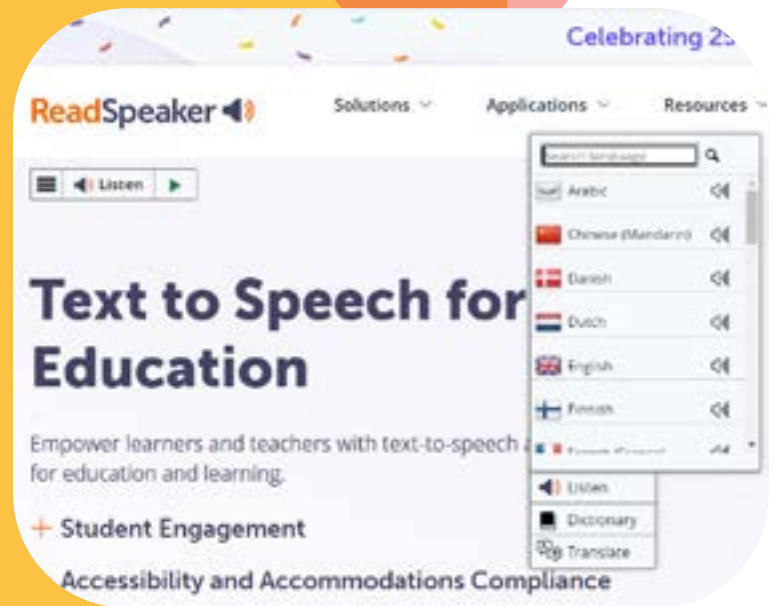 Celebrating 25
ReadSpeaker
Solutions
Applications
Resources
Search language
Listen
Arabic
Chinese (Mandarin)
Danish
Dutch
English
Finnish
Text to Speech for
Education
Empower learners and teachers with text-to-speech
for education and learning.
Listen
Dictionary
Translate
+ Student Engagement
Accessibility and Accommodations Compliance